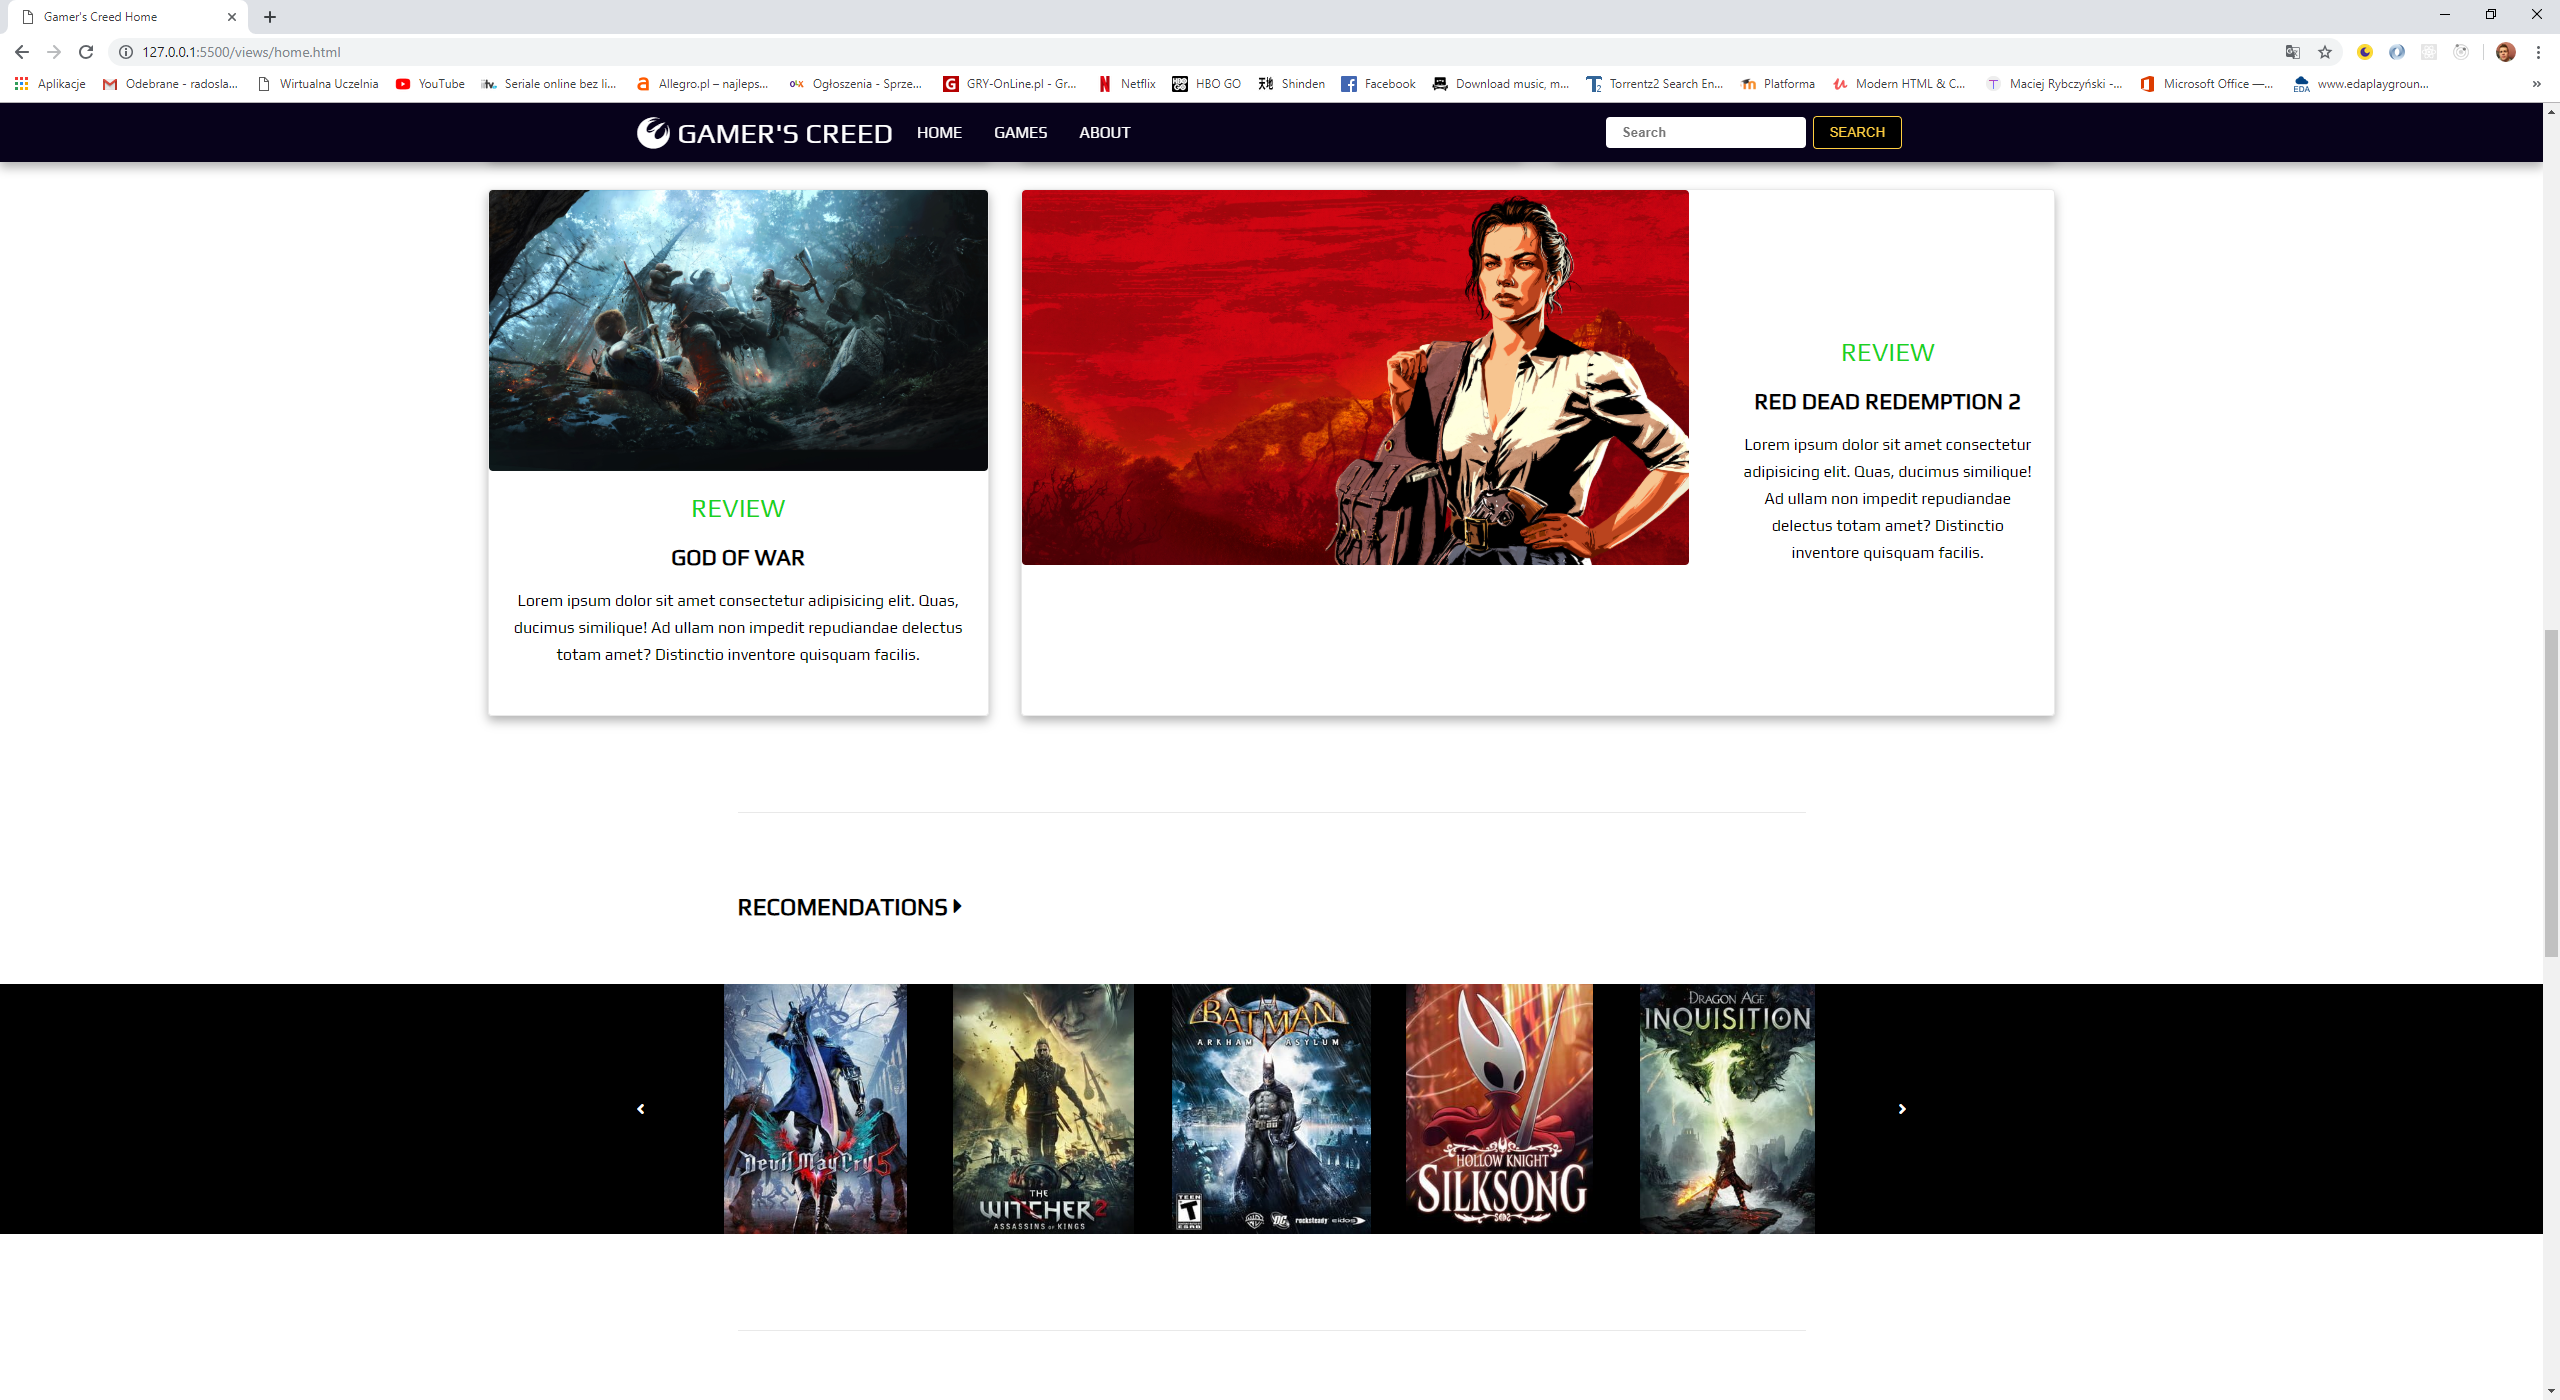 Gamer's Creed Home
127.0.0.1:5500/views/home.html
Aplikacje
Odebrane - radosla...
Wirtualna Uczelnia
YouTube
Seriale online bez li...
Allegro.pl – najleps...
Ogłoszenia - Sprze...
GRY-OnLine.pl - Gr...
Netflix
HBO GO
Shinden
Facebook
Download music, m...
Torrentz2 Search En...
Platforma
Modern HTML & C...
Maciej Rybczyński -...
Microsoft Office —...
www.edaplaygroun...
GAMER'S CREED HOME GAMES ABOUT
Search SEARCH
REVIEW
GOD OF WAR
Lorem ipsum dolor sit amet consectetur adipisicing elit. Quas,
ducimus similique! Ad ullam non impedit repudiandae delectus
totam amet? Distinctio inventore quisquam facilis.
REVIEW
RED DEAD REDEMPTION 2
Lorem ipsum dolor sit amet consectetur
adipisicing elit. Quas, ducimus similique!
Ad ullam non impedit repudiandae
delectus totam amet? Distinctio
inventore quisquam facilis.
RECOMENDATIONS
Devil May Cry 5
THE
WITCHER 2
ASSASSINS OF KINGS
BATMAN
ARKHAM ASYLUM
TEEN
T
ESRB
DC
rocksteady eidos
HOLLOW KNIGHT
SILKSONG
DRAGON AGE
INQUISITION